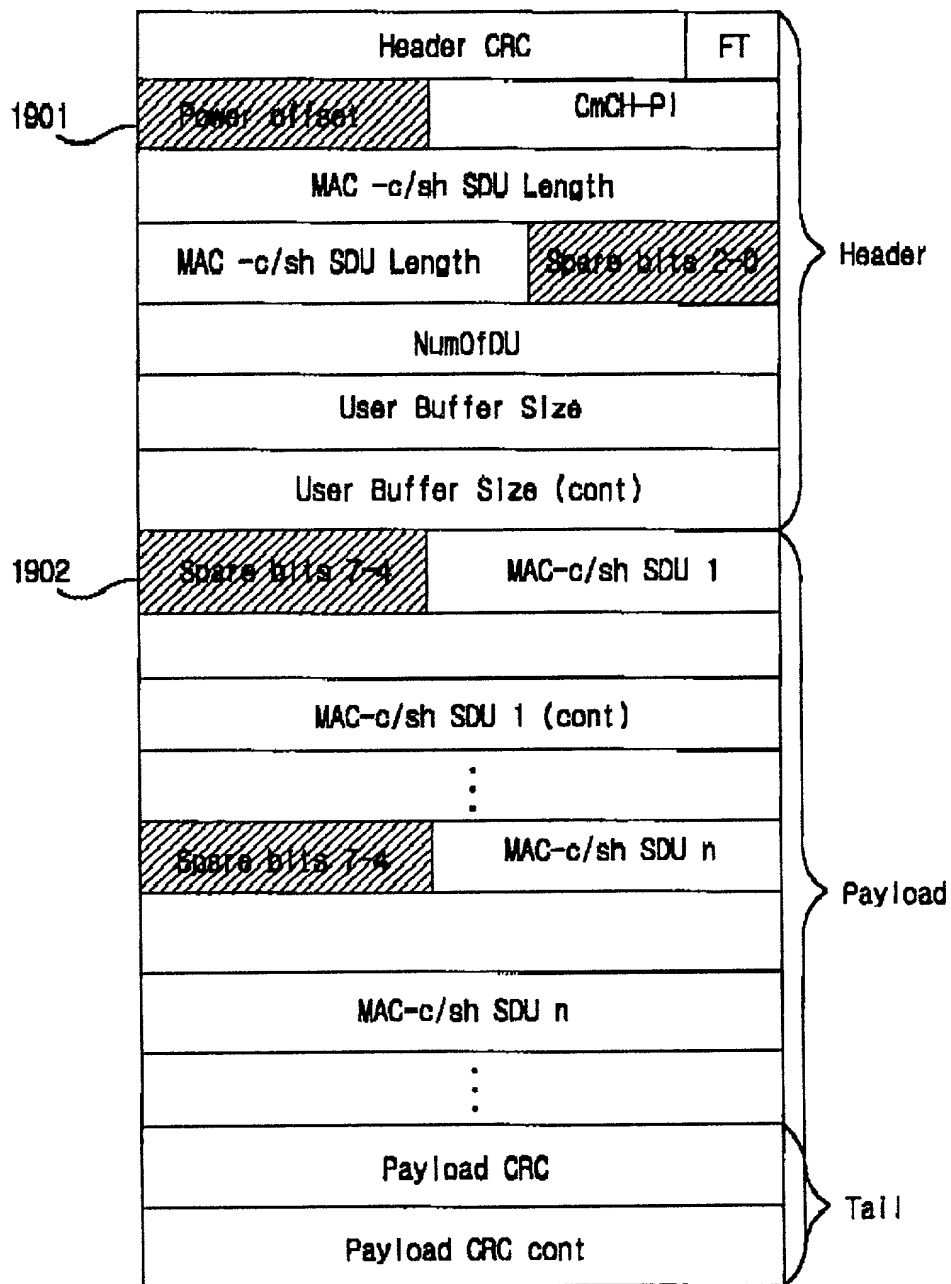 Header CRC FT
1901 Power offset CmCH-PI
MAC -c/sh SDU Length
MAC -c/sh SDU Length Spare bits 2-0
Header
NumOfDU
User Buffer Size
User Buffer Size (cont)
1902 Spare bits 7-4 MAC-c/sh SDU 1
MAC-c/sh SDU 1 (cont)
Spare bits 7-4 MAC-c/sh SDU n
Payload
MAC-c/sh SDU n
Payload CRC
Tail
Payload CRC cont